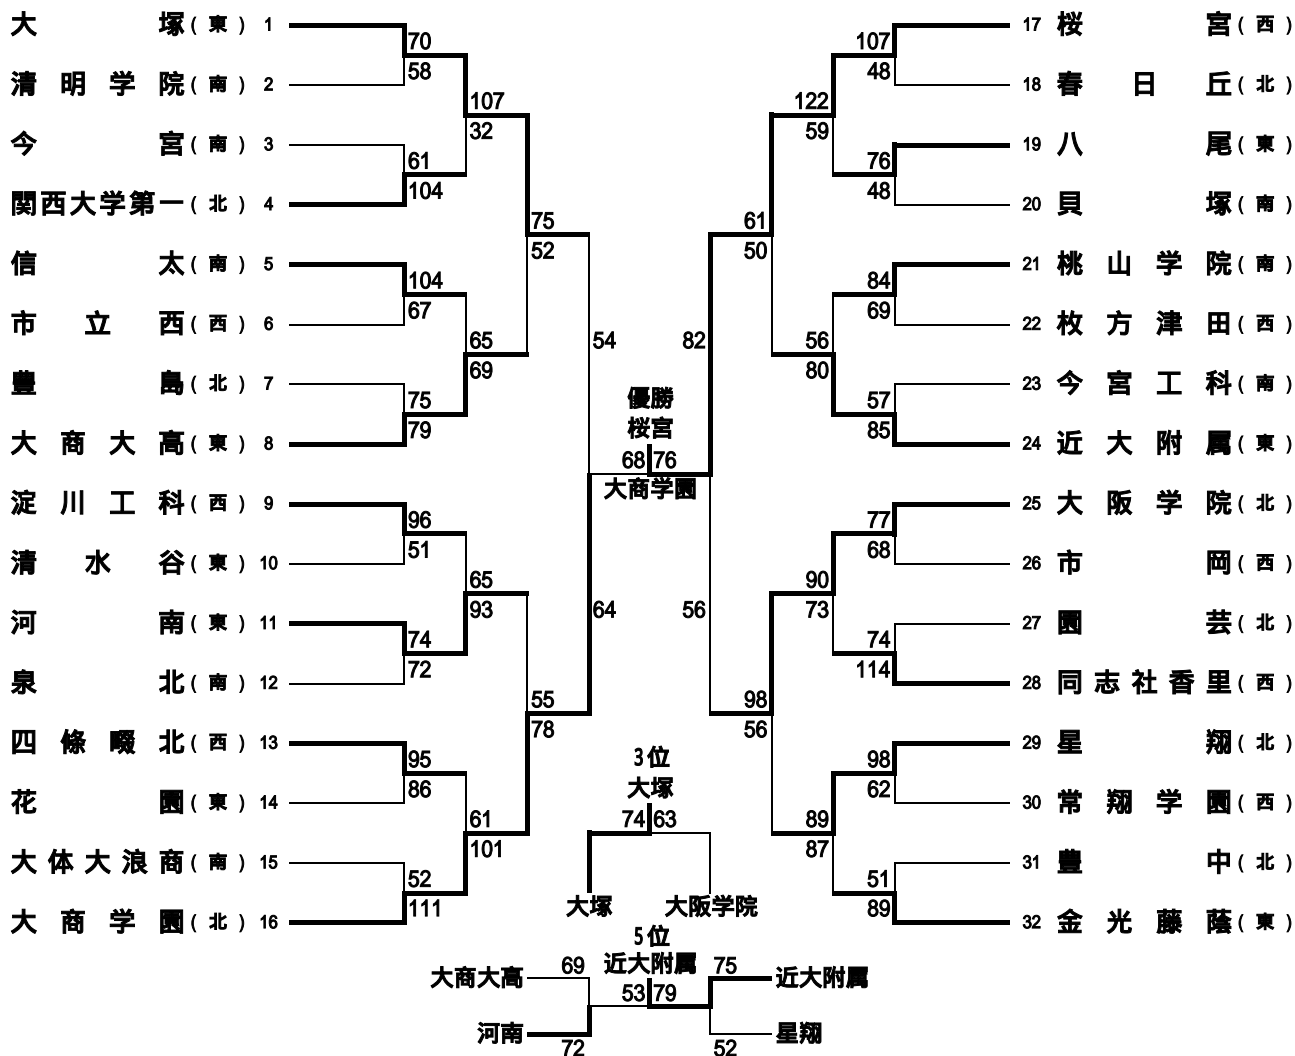 大塚(東) 1
70
58
清明学院(南) 2
107
32
今宮(南) 3
61
104
関西大学第一(北) 4
75
52
信太(南) 5
104
67
市立西(西) 6
65
69
豊島(北) 7
75
79
大商大高(東) 8
54
淀川工科(西) 9
96
51
清水谷(東) 10
65
93
河南(東) 11
74
72
泉北(南) 12
64
55
78
四條畷北(西) 13
95
86
花園(東) 14
61
101
大体大浪商(南) 15
52
111
大商学園(北) 16
17 桜宮(西)
107
48
18 春日丘(北)
122
59
19 八尾(東)
76
48
20 貝塚(南)
61
50
21 桃山学院(南)
84
69
22 枚方津田(西)
56
80
23 今宮工科(南)
57
85
24 近大附属(東)
82
25 大阪学院(北)
77
68
26 市岡(西)
90
73
27 園芸(北)
74
114
28 同志社香里(西)
56
98
56
29 星翔(北)
98
62
30 常翔学園(西)
89
87
31 豊中(北)
51
89
32 金光藤蔭(東)
優勝
桜宮
68 76
大商学園
3位
大塚
74 63
大塚 大阪学院
5位
近大附属
大商大高 69 75 近大附属
53 79
河南 72 52 星翔